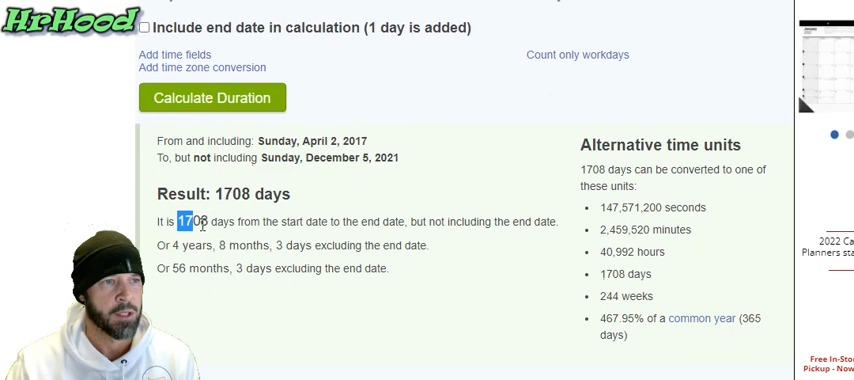 HrHood
Include end date in calculation (1 day is added)
Add time fields
Add time zone conversion
Count only workdays
Calculate Duration
From and including: Sunday, April 2, 2017
To, but not including Sunday, December 5, 2021
Result: 1708 days
It is 1708 days from the start date to the end date, but not including the end date.
Or 4 years, 8 months, 3 days excluding the end date.
Or 56 months, 3 days excluding the end date.
Alternative time units
1708 days can be converted to one of
these units:
147,571,200 seconds
2,459,520 minutes
40,992 hours
1708 days
244 weeks
467.95% of a common year (365
days)
2022 Ca
Planners sta
Free In-Stor
Pickup - Now